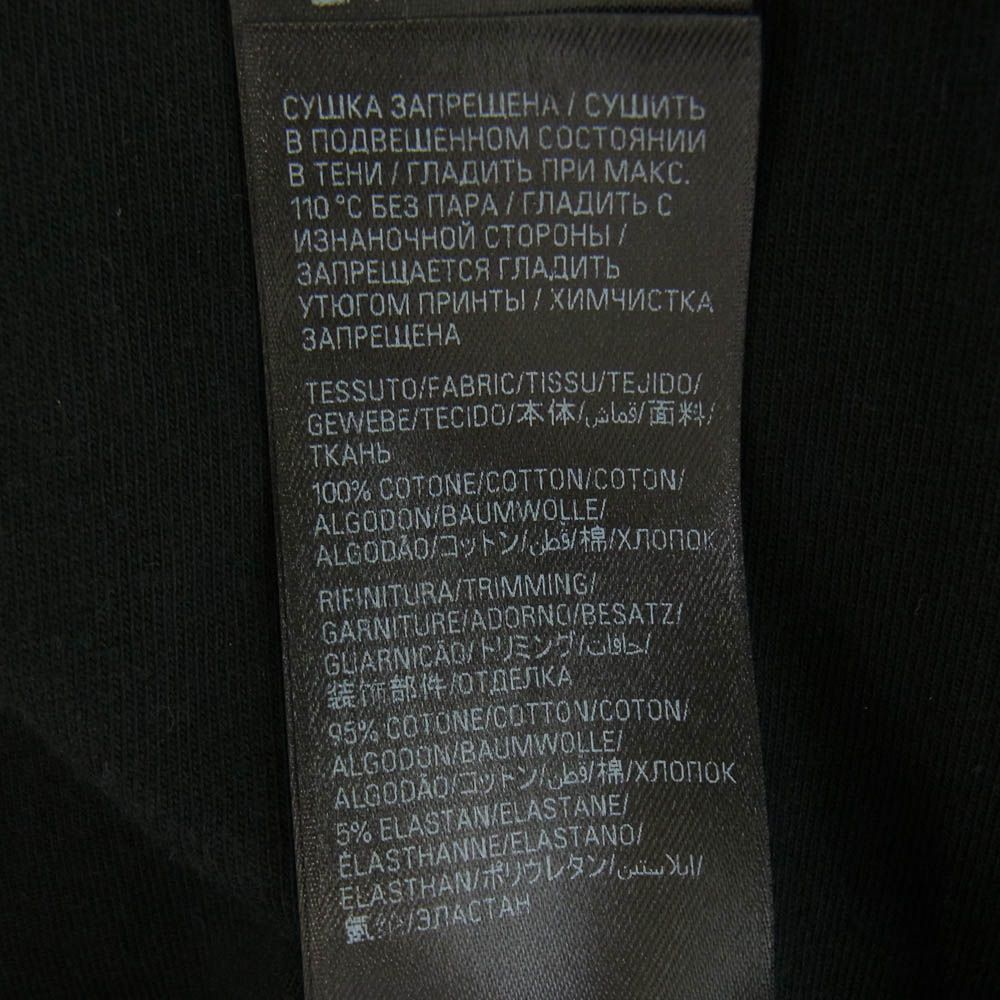 СУШКА ЗАПРЕЩЕНА / СУШИТЬ
В ПОДВЕШЕННОМ СОСТОЯНИИ
В ТЕНИ / ГЛАДИТЬ ПРИ МАКС.
110 °C БЕЗ ПАРА / ГЛАДИТЬ С
ИЗНАНОЧНОЙ СТОРОНЫ /
ЗАПРЕЩАЕТСЯ ГЛАДИТЬ
УТЮГОМ ПРИНТЫ / ХИМЧИСТКА
ЗАПРЕЩЕНА
TESSUTO/FABRIC/TISSU/TEJIDO/
GEWEBE/TECIDO/本体/قماش/面料/
ТКАНЬ
100% COTONE/COTTON/COTON/
ALGODON/BAUMWOLLE/
ALGODÃO/コットン/قطن/棉/ХЛОПОК
RIFINITURA/TRIMMING/
GARNITURE/ADORNO/BESATZ/
GUARNICÃO/トリミング/حافات/
装饰部件/ОТДЕЛКА
95% COTONE/COTTON/COTON/
ALGODON/BAUMWOLLE/
ALGODÃO/コットン/قطن/棉/ХЛОПОК
5% ELASTAN/ELASTANE/
ÉLASTHANNE/ELASTANO/
ELASTHAN/ポリウレタン/ايلاستين/
/ЭЛАСТАН